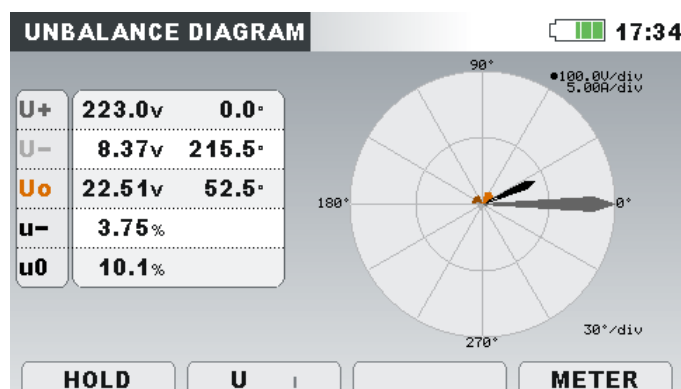 UNBALANCE DIAGRAM 17:34
90°
●100.0V/div
5.00A/div
U+ 223.0V 0.0°
U- 8.37V 215.5°
Uo 22.51V 52.5°
180° 0°
u- 3.75%
u0 10.1%
30°/div
270°
HOLD U I METER